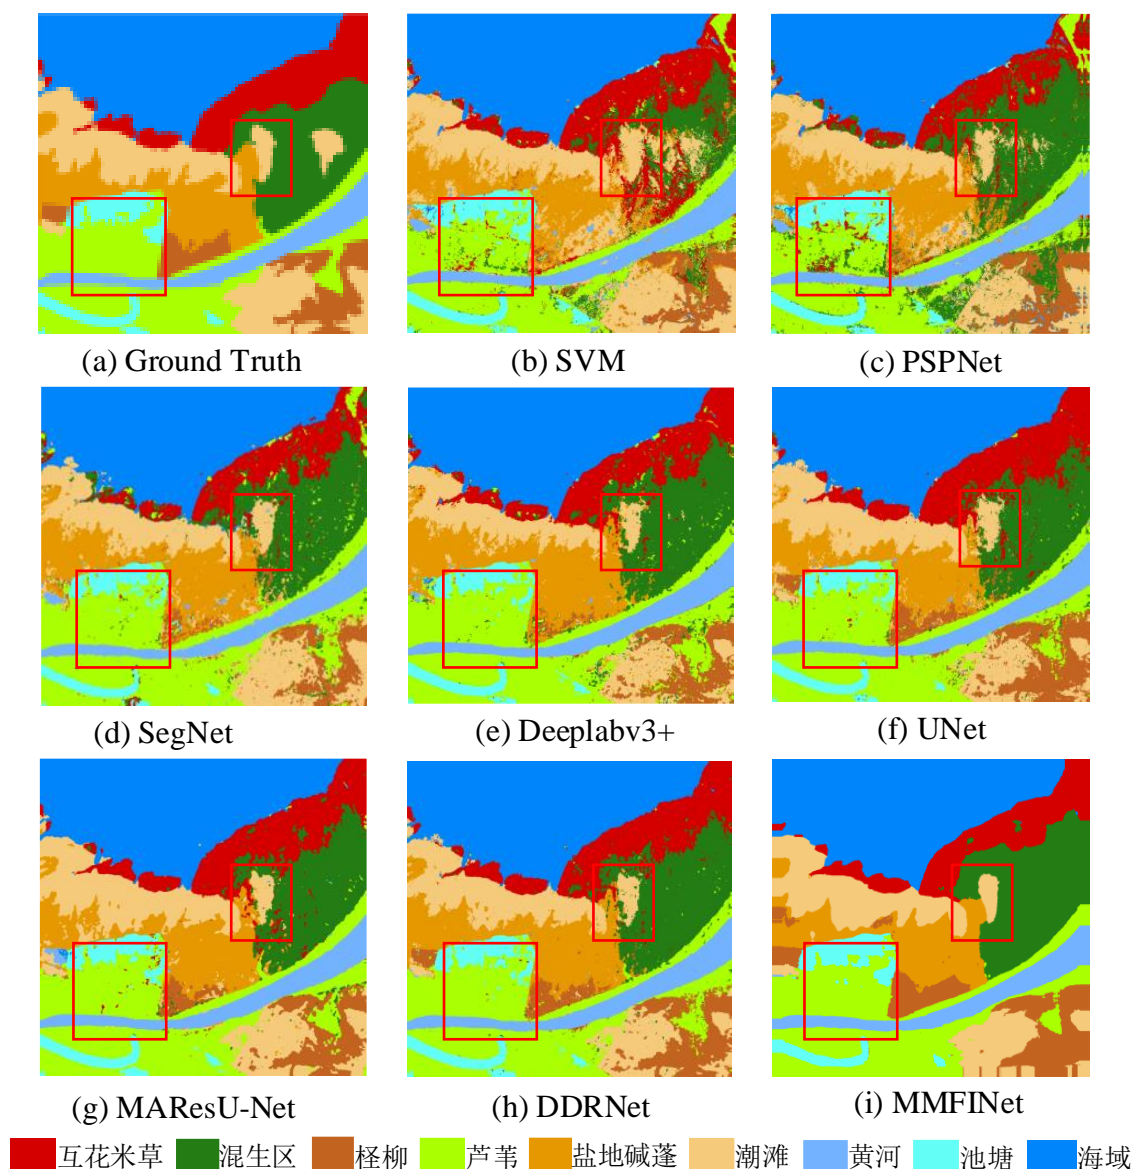 (a) Ground Truth
(b) SVM
(c) PSPNet
(d) SegNet
(e) Deeplabv3+
(f) UNet
(g) MAResU-Net
(h) DDRNet
(i) MMFINet
互花米草 混生区 柽柳 芦苇 盐地碱蓬 潮滩 黄河 池塘 海域